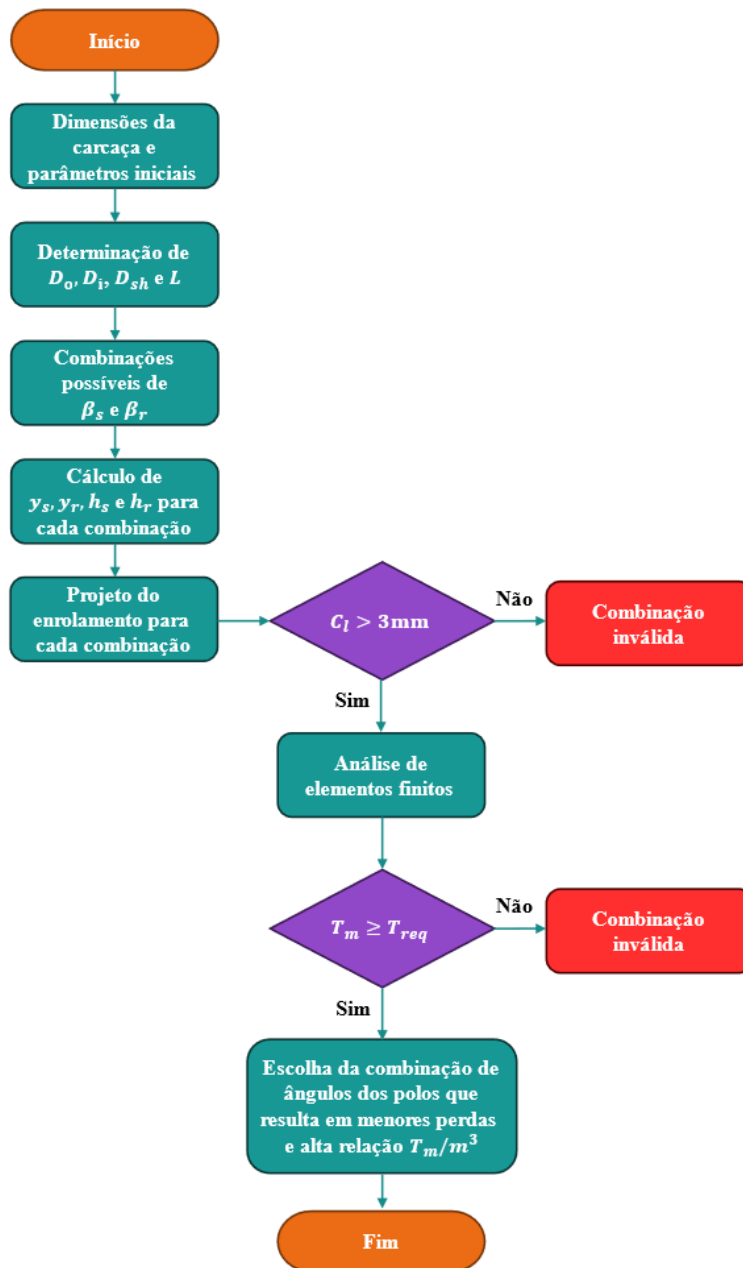 Início
Dimensões da
carcaça e
parâmetros iniciais
Determinação de
D_o, D_i, D_sh e L
Combinações
possíveis de
β_s e β_r
Cálculo de
y_s, y_r, h_s e h_r para
cada combinação
Projeto do
enrolamento para
cada combinação
C_l > 3mm
Não
Combinação
inválida
Sim
Análise de
elementos finitos
T_m ≥ T_req
Não
Combinação
inválida
Sim
Escolha da combinação de
ângulos dos polos que
resulta em menores perdas
e alta relação T_m/m³
Fim